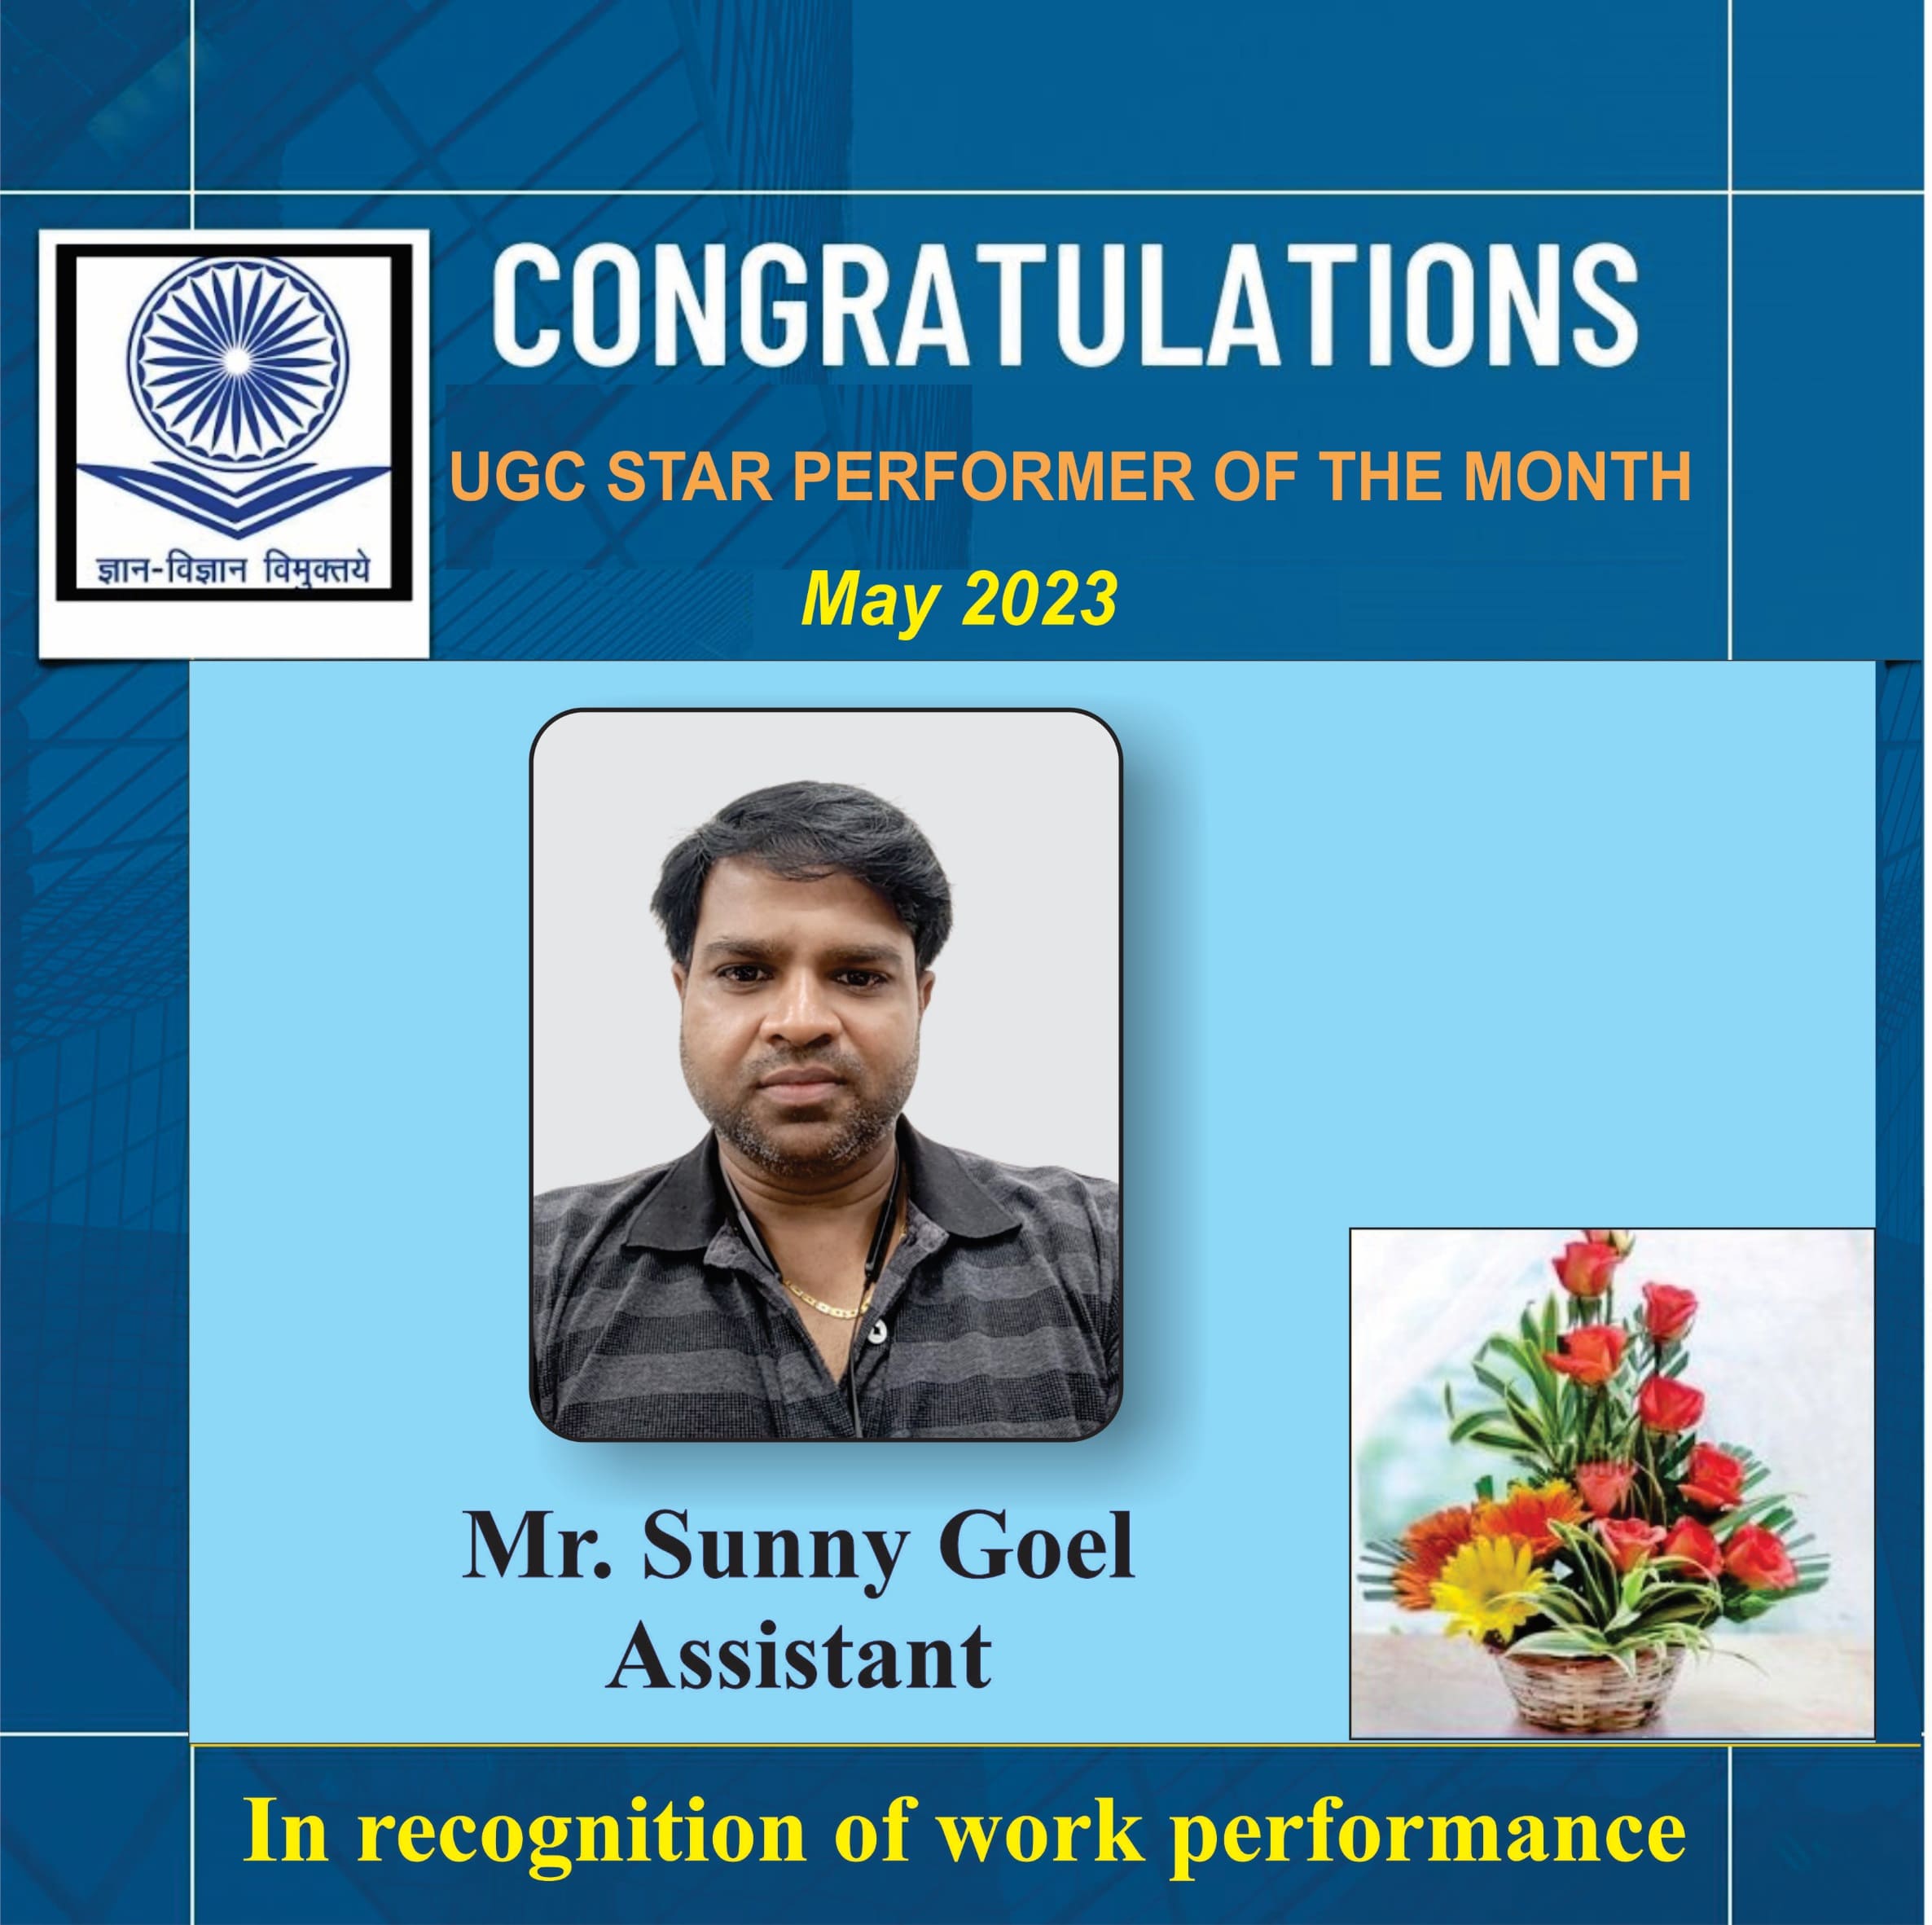 CONGRATULATIONS
UGC STAR PERFORMER OF THE MONTH
May 2023
ज्ञान-विज्ञान विमुक्तये
Mr. Sunny Goel
Assistant
In recognition of work performance